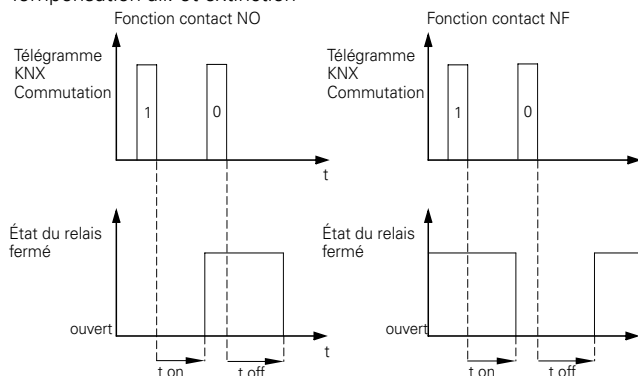 Fonction contact NO
Fonction contact NF
Télégramme
KNX
Commutation
1
0
t
Télégramme
KNX
Commutation
1
0
État du relais
fermé
ouvert
t
t on
t off
État du relais
fermé
ouvert
t on
t off